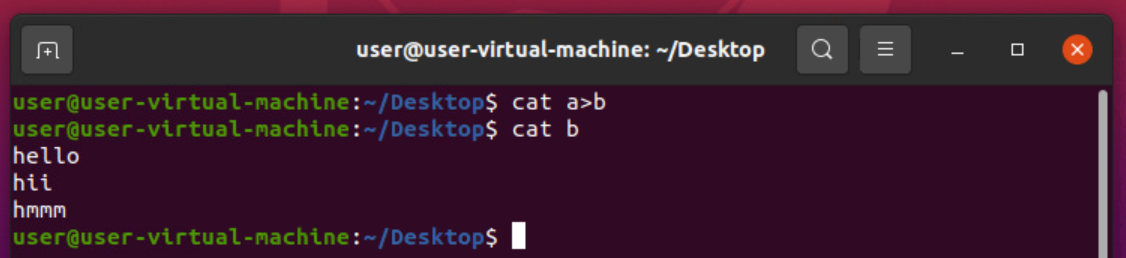 user@user-virtual-machine: ~/Desktop
user@user-virtual-machine:~/Desktop$ cat a>b
user@user-virtual-machine:~/Desktop$ cat b
hello
hii
hmmm
user@user-virtual-machine:~/Desktop$